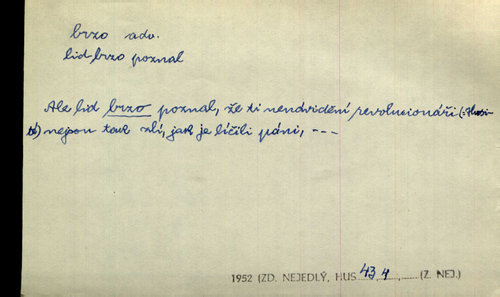 brzo adv.
lid brzo poznal
Ale lid brzo poznal, že ti nenávidění revolucionáři (: Husi-
té) nejsou tak zlí, jak je líčili páni, ---
1952 (ZD. NEJEDLÝ, HUS 43, 4, (Z. NEJ.)